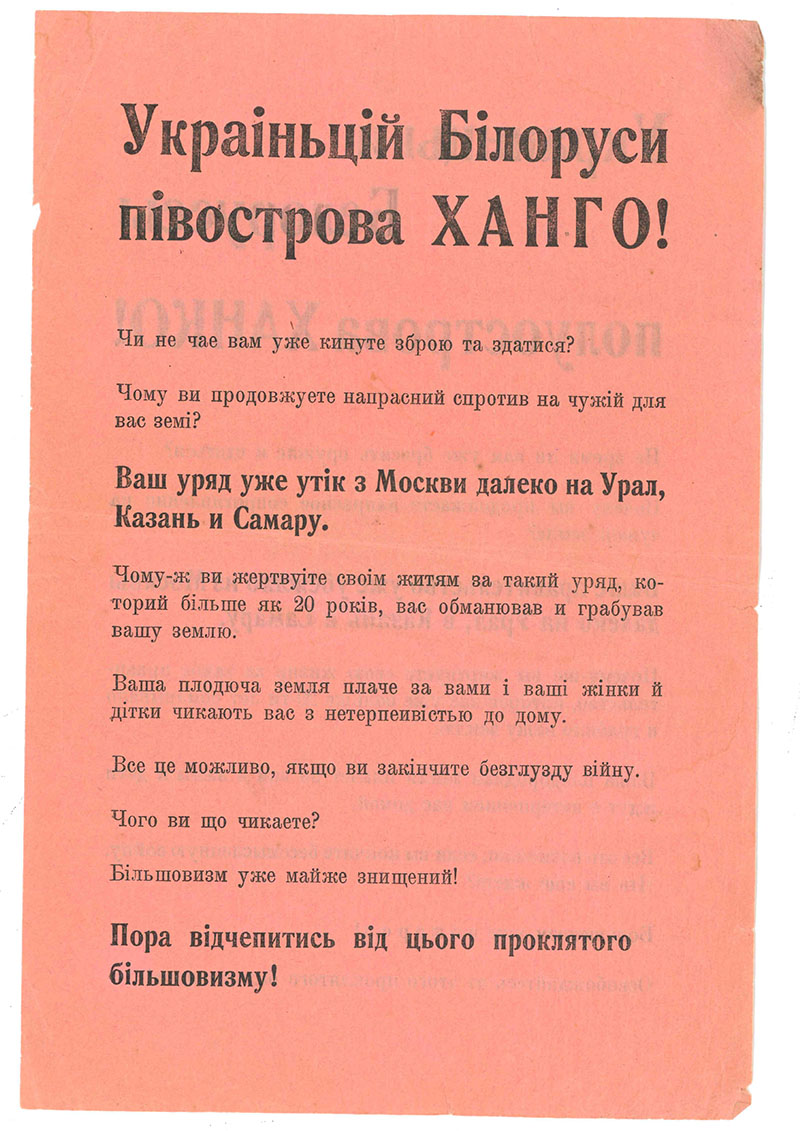 Украіньцій Білоруси
півострова ХАНГО!
Чи не чае вам уже кинуте зброю та здатися?
Чому ви продовжуете напрасний спротив на чужій для
вас земі?
Ваш уряд уже утік з Москви далеко на Урал,
Казань и Самару.
Чому-ж ви жертвуіте своім житям за такий уряд, ко-
торий більше як 20 років, вас обманював и грабував
вашу землю.
Ваша плодюча земля плаче за вами і ваші жінки й
дітки чикають вас з нетерпеивістью до дому.
Все це можливо, якщо ви закінчите безглузду війну.
Чого ви що чикаете?
Більшовизм уже майже знищений!
Пора відчепитись від цього проклятого
більшовизму!